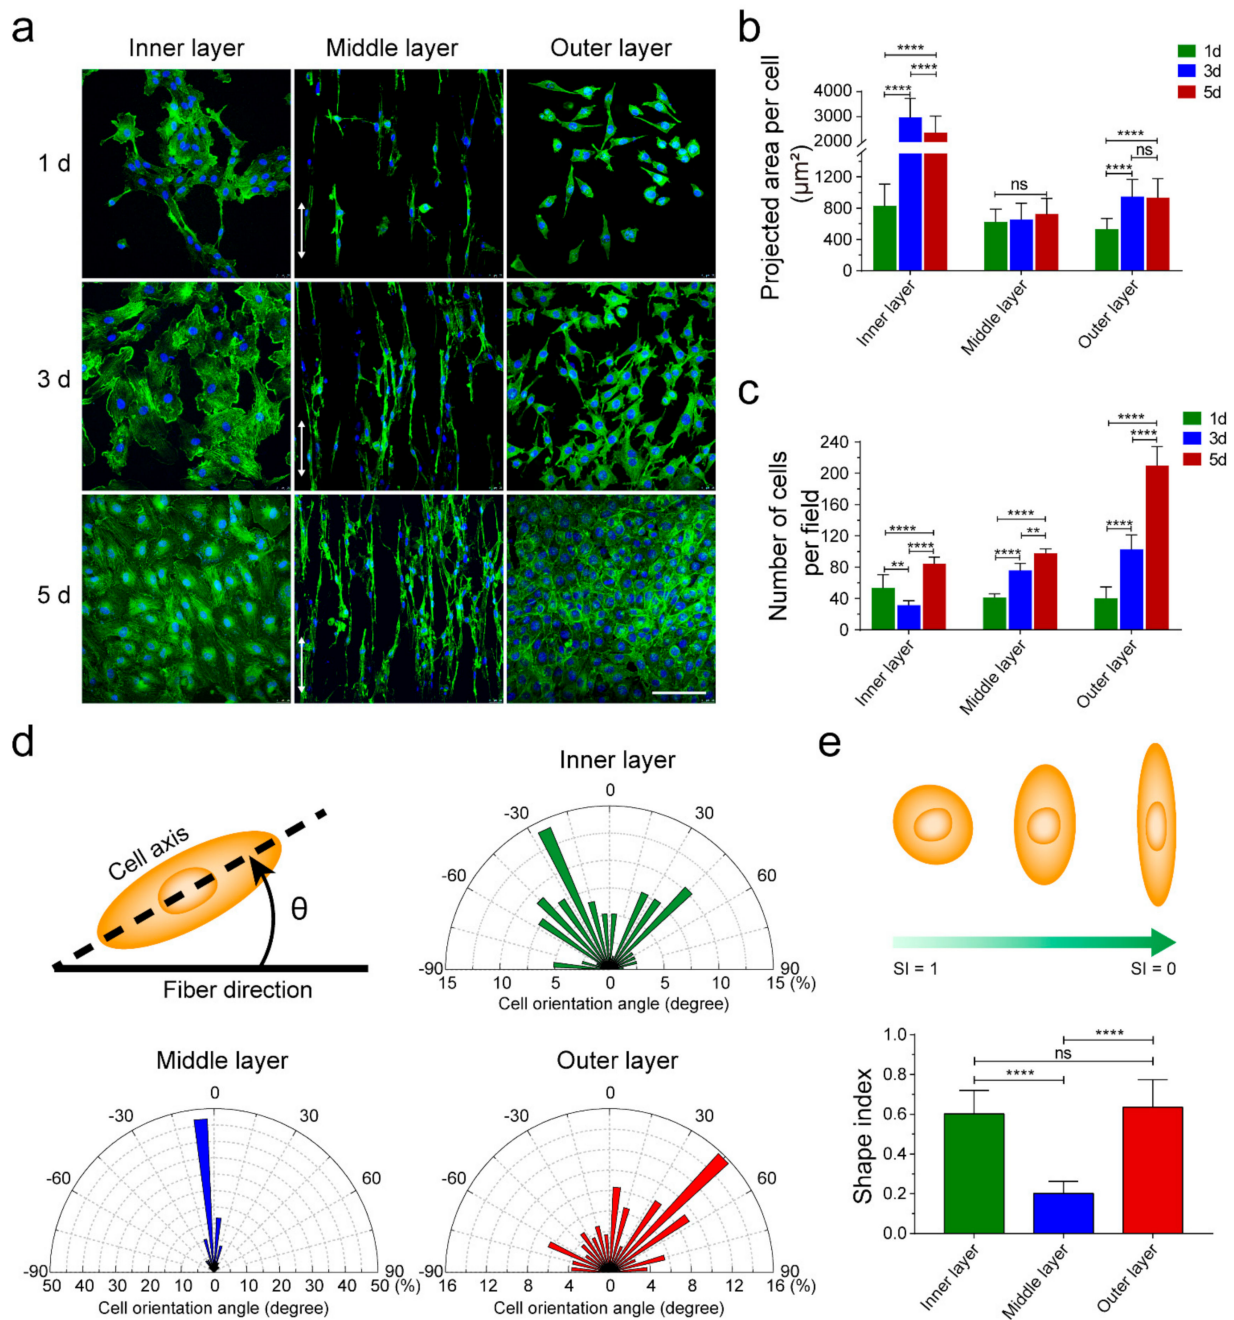 a
Inner layer
Middle layer
Outer layer
1 d
3 d
5 d
b
Projected area per cell
(μm²)
4000
3000
2000
1200
800
400
0
****
****
****
ns
****
****
ns
1d
3d
5d
Inner layer
Middle layer
Outer layer
c
Number of cells
per field
240
200
160
120
80
40
0
****
**
****
****
****
**
****
****
****
1d
3d
5d
Inner layer
Middle layer
Outer layer
d
Cell axis
θ
Fiber direction
Inner layer
0
-30
30
-60
60
-90
90
15 10 5 0 5 10 15 (%)
Cell orientation angle (degree)
Middle layer
0
-30
30
-60
60
-90
90
50 40 30 20 10 0 10 20 30 40 50 (%)
Cell orientation angle (degree)
Outer layer
0
-30
30
-60
60
-90
90
16 12 8 4 0 4 8 12 16 (%)
Cell orientation angle (degree)
e
SI = 1
SI = 0
Shape index
1.0
0.8
0.6
0.4
0.2
0.0
****
ns
****
Inner layer
Middle layer
Outer layer